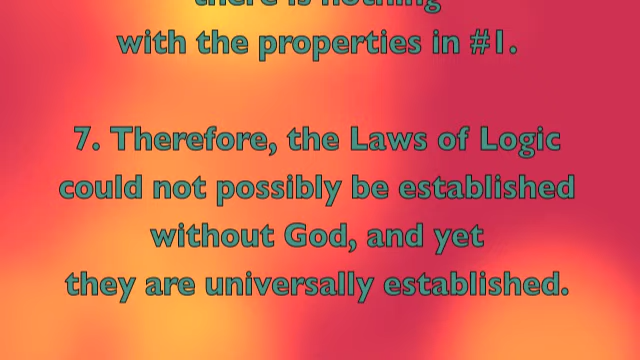 there is nothing
with the properties in #1.
7. Therefore, the Laws of Logic
could not possibly be established
without God, and yet
they are universally established.